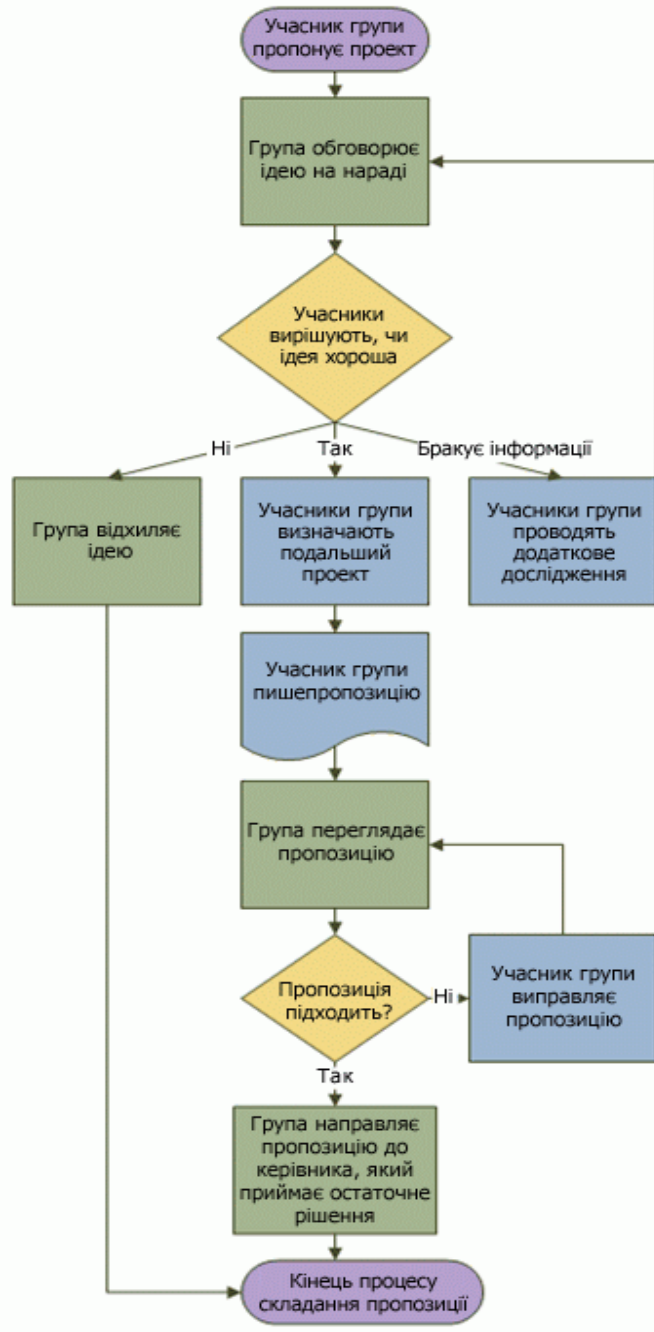 Учасник групи
пропонує проект
Група обговорює
ідею на нараді
Учасники
вирішують, чи
ідея хороша
Ні
Так
Бракує інформації
Група відхиляє
ідею
Учасники групи
визначають
подальший
проект
Учасники групи
проводять
додаткове
дослідження
Учасник групи
пишепропозицію
Група переглядає
пропозицію
Пропозиція
підходить?
Ні
Учасник групи
виправляє
пропозицію
Так
Група направляє
пропозицію до
керівника, який
приймає остаточне
рішення
Кінець процесу
складання пропозиції